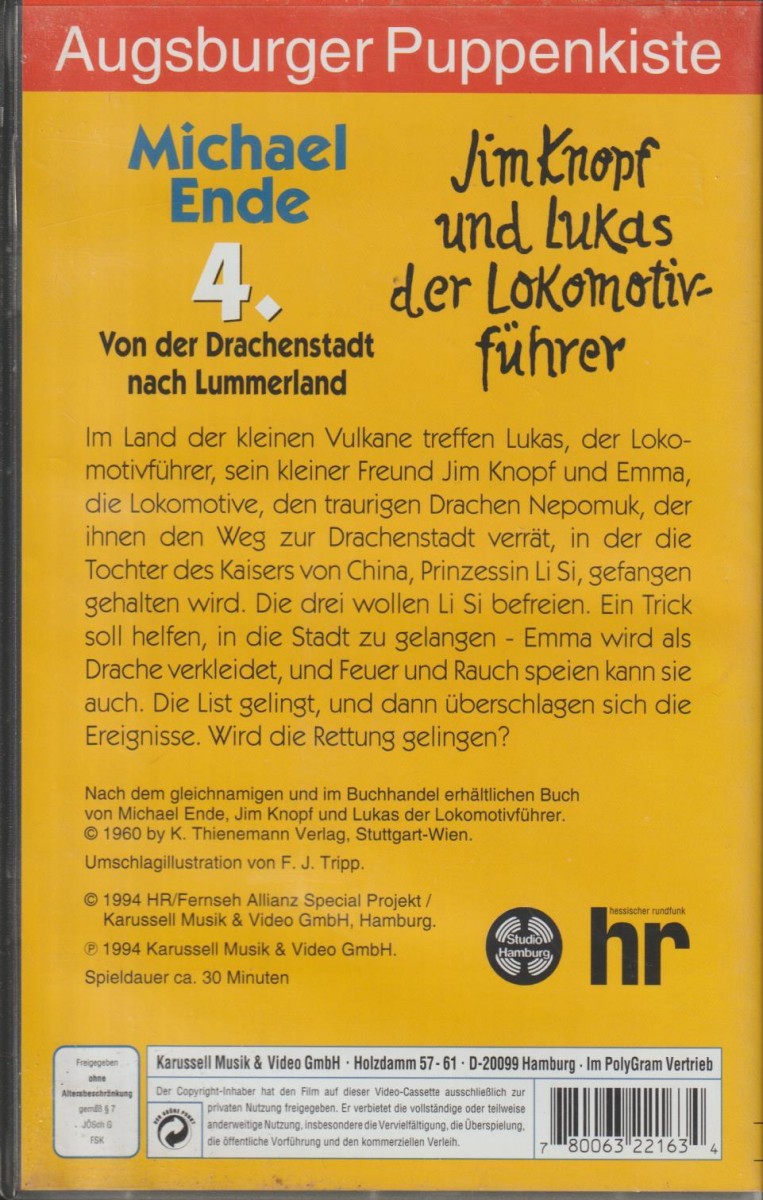 Augsburger Puppenkiste
Michael
Ende
4.
Von der Drachenstadt
nach Lummerland
Jim Knopf
und Lukas
der Lokomotiv-
führer
Im Land der kleinen Vulkane treffen Lukas, der Loko-
motivführer, sein kleiner Freund Jim Knopf und Emma,
die Lokomotive, den traurigen Drachen Nepomuk, der
ihnen den Weg zur Drachenstadt verrät, in der die
Tochter des Kaisers von China, Prinzessin Li Si, gefangen
gehalten wird. Die drei wollen Li Si befreien. Ein Trick
soll helfen, in die Stadt zu gelangen - Emma wird als
Drache verkleidet, und Feuer und Rauch speien kann sie
auch. Die List gelingt, und dann überschlagen sich die
Ereignisse. Wird die Rettung gelingen?
Nach dem gleichnamigen und im Buchhandel erhältlichen Buch
von Michael Ende, Jim Knopf und Lukas der Lokomotivführer.
© 1960 by K. Thienemann Verlag, Stuttgart-Wien.
Umschlagillustration von F. J. Tripp.
© 1994 HR/Fernseh Allianz Special Projekt /
Karussell Musik & Video GmbH, Hamburg.
℗ 1994 Karussell Musik & Video GmbH.
Spieldauer ca. 30 Minuten
Studio
Hamburg
hessischer rundfunk
hr
Freigegeben
ohne
Altersbeschränkung
gemäß § 7
JÖSch G
FSK
Karussell Musik & Video GmbH · Holzdamm 57-61 · D-20099 Hamburg · Im PolyGram Vertrieb
Der Copyright-Inhaber hat den Film auf dieser Video-Cassette ausschließlich zur
privaten Nutzung freigegeben. Er verbietet die vollständige oder teilweise
anderweitige Nutzung, insbesondere die Vervielfältigung, die Überspielung,
die öffentliche Vorführung und den kommerziellen Verleih.
DER GRÜNE PUNKT
7 80063 22163 4